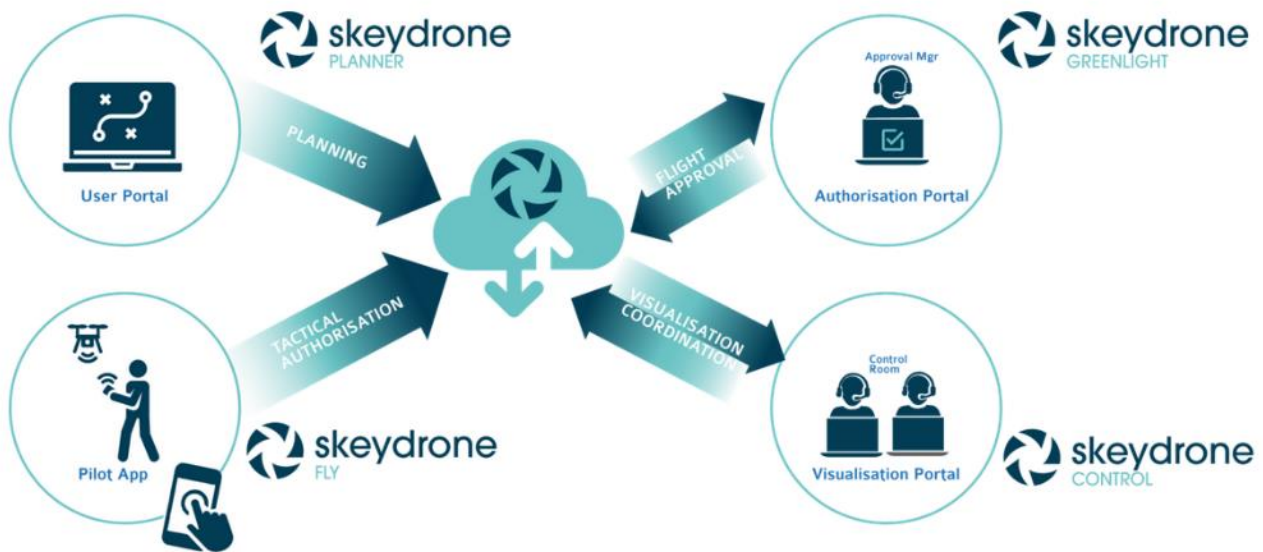 skeydrone
PLANNER
User Portal
PLANNING
skeydrone
GREENLIGHT
Approval Mgr
Authorisation Portal
FLIGHT
APPROVAL
TACTICAL
AUTHORISATION
Pilot App
skeydrone
FLY
VISUALISATION
COORDINATION
Control
Room
Visualisation Portal
skeydrone
CONTROL